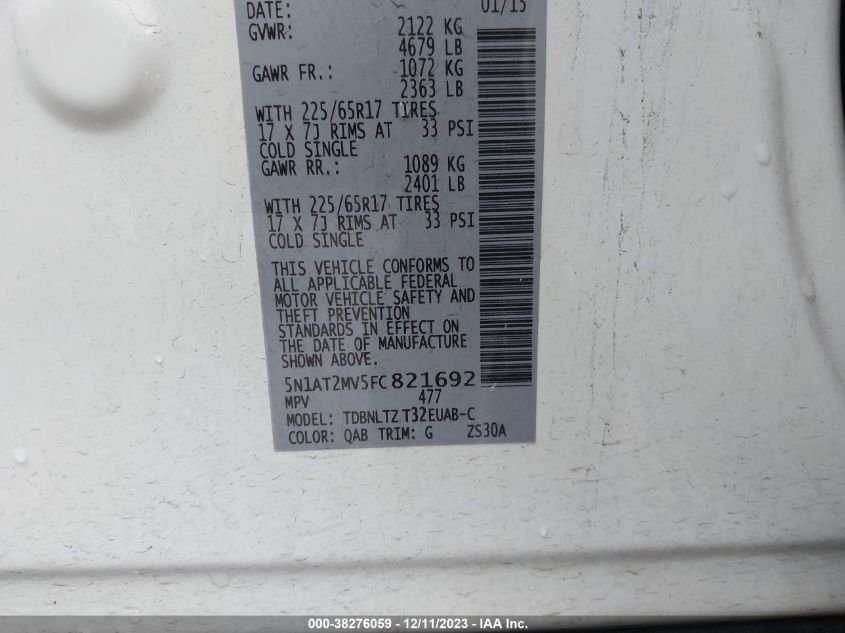 DATE: 01/15
GVWR: 2122 KG
4679 LB
GAWR FR.: 1072 KG
2363 LB
WITH 225/65R17 TIRES
17 X 7J RIMS AT 33 PSI
COLD SINGLE
GAWR RR.: 1089 KG
2401 LB
WITH 225/65R17 TIRES
17 X 7J RIMS AT 33 PSI
COLD SINGLE
THIS VEHICLE CONFORMS TO
ALL APPLICABLE FEDERAL
MOTOR VEHICLE SAFETY AND
THEFT PREVENTION
STANDARDS IN EFFECT ON
THE DATE OF MANUFACTURE
SHOWN ABOVE.
5N1AT2MV5FC821692
MPV 477
MODEL: TDBNLTZ T32EUAB-C
COLOR: QAB TRIM: G ZS30A
000-38276059 - 12/11/2023 - IAA Inc.